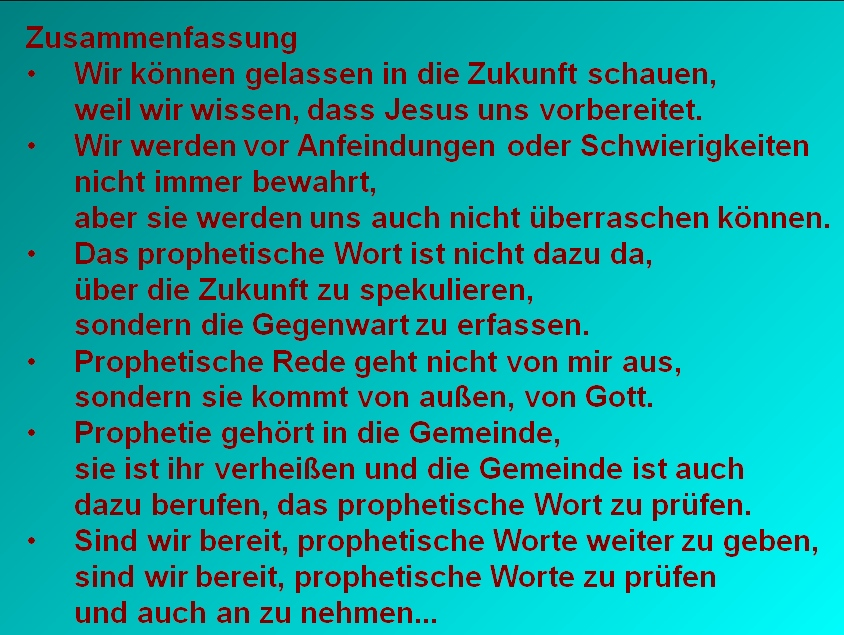 Zusammenfassung
• Wir können gelassen in die Zukunft schauen,
weil wir wissen, dass Jesus uns vorbereitet.
• Wir werden vor Anfeindungen oder Schwierigkeiten
nicht immer bewahrt,
aber sie werden uns auch nicht überraschen können.
• Das prophetische Wort ist nicht dazu da,
über die Zukunft zu spekulieren,
sondern die Gegenwart zu erfassen.
• Prophetische Rede geht nicht von mir aus,
sondern sie kommt von außen, von Gott.
• Prophetie gehört in die Gemeinde,
sie ist ihr verheißen und die Gemeinde ist auch
dazu berufen, das prophetische Wort zu prüfen.
• Sind wir bereit, prophetische Worte weiter zu geben,
sind wir bereit, prophetische Worte zu prüfen
und auch an zu nehmen...